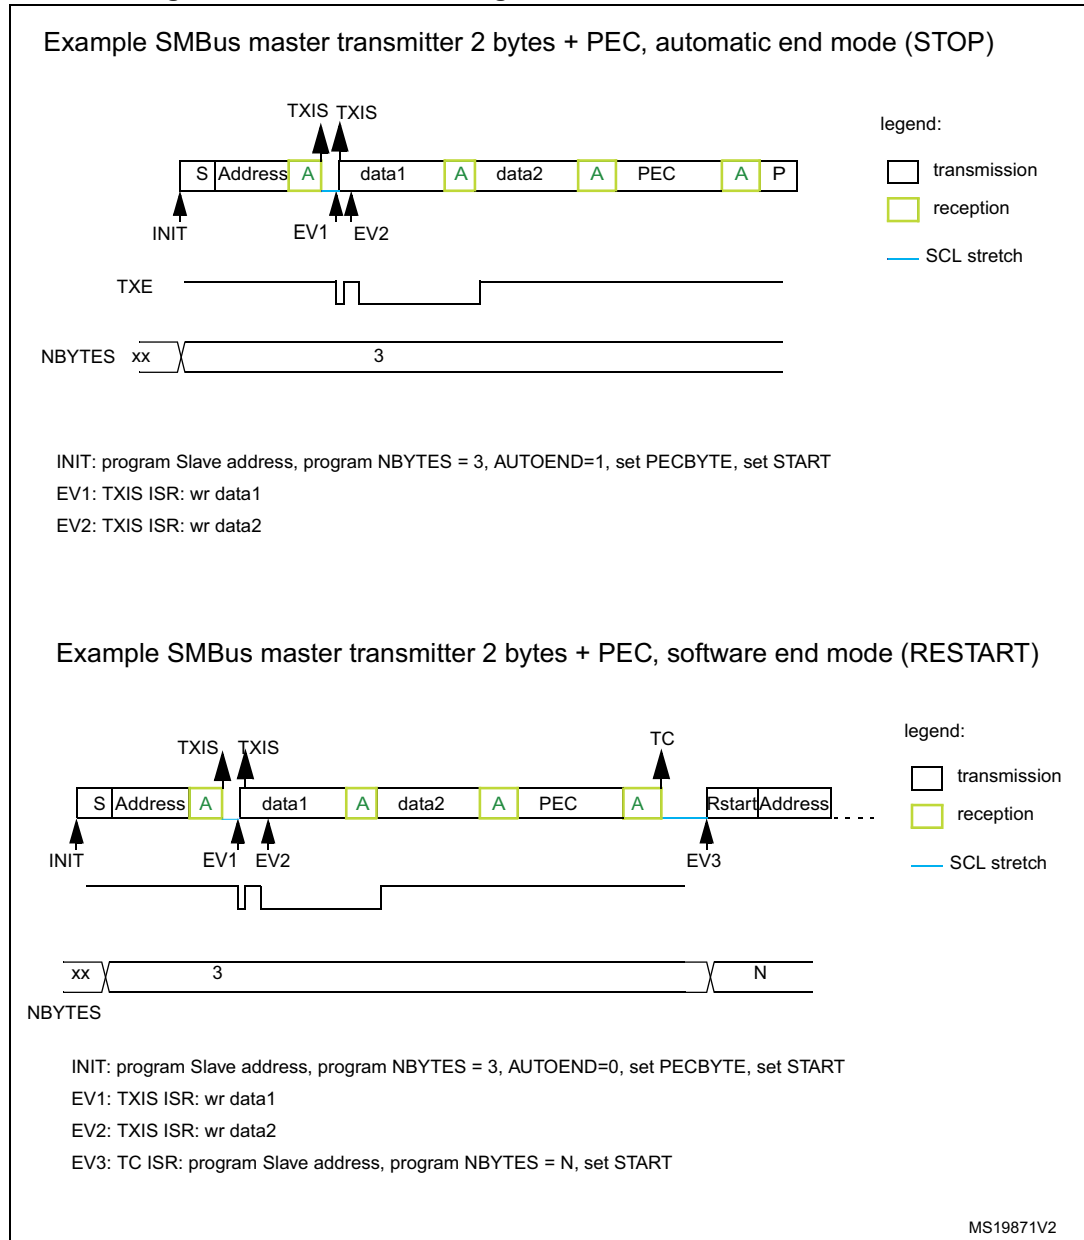 Example SMBus master transmitter 2 bytes + PEC, automatic end mode (STOP)
TXIS TXIS
legend:
S Address A data1 A data2 A PEC A P
transmission
reception
INIT EV1 EV2
SCL stretch
TXE
NBYTES xx 3
INIT: program Slave address, program NBYTES = 3, AUTOEND=1, set PECBYTE, set START
EV1: TXIS ISR: wr data1
EV2: TXIS ISR: wr data2
Example SMBus master transmitter 2 bytes + PEC, software end mode (RESTART)
TXIS TXIS TC
legend:
transmission
S Address A data1 A data2 A PEC A Rstart Address
reception
INIT EV1 EV2 EV3
SCL stretch
xx 3 N
NBYTES
INIT: program Slave address, program NBYTES = 3, AUTOEND=0, set PECBYTE, set START
EV1: TXIS ISR: wr data1
EV2: TXIS ISR: wr data2
EV3: TC ISR: program Slave address, program NBYTES = N, set START
MS19871V2